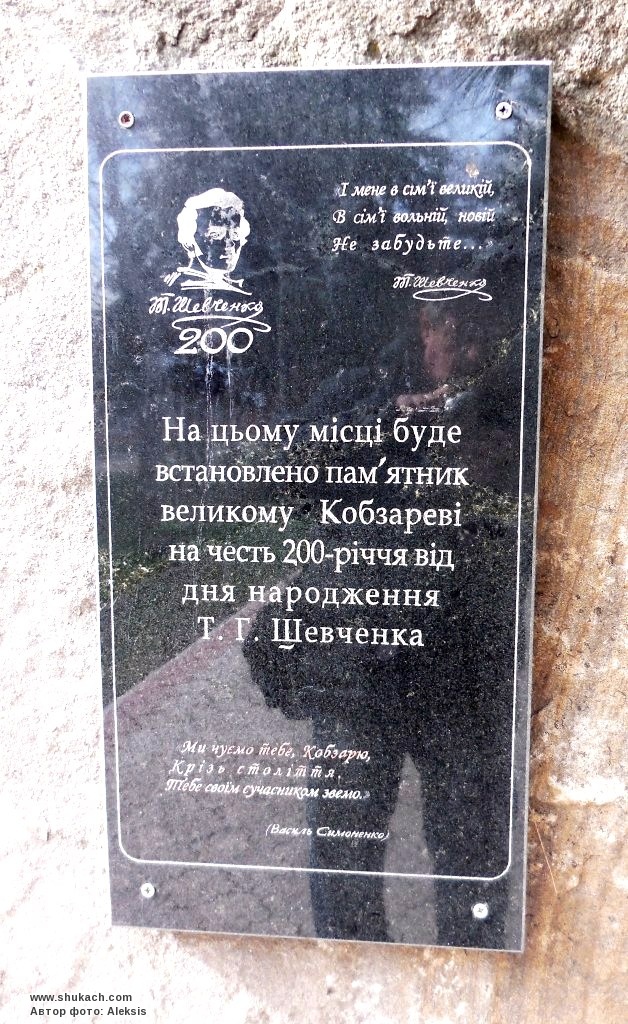 «І мене в сім'ї великій,
В сім'ї вольній, новій
Не забудьте...»
Т. Шевченко
Т. Шевченко
200
На цьому місці буде
встановлено пам'ятник
великому Кобзареві
на честь 200-річчя від
дня народження
Т. Г. Шевченка
Ми чуємо тебе, Кобзарю,
Крізь століття.
Тебе своїм сучасником звемо.»
(Василь Симоненко)
www.shukach.com
Автор фото: Aleksis